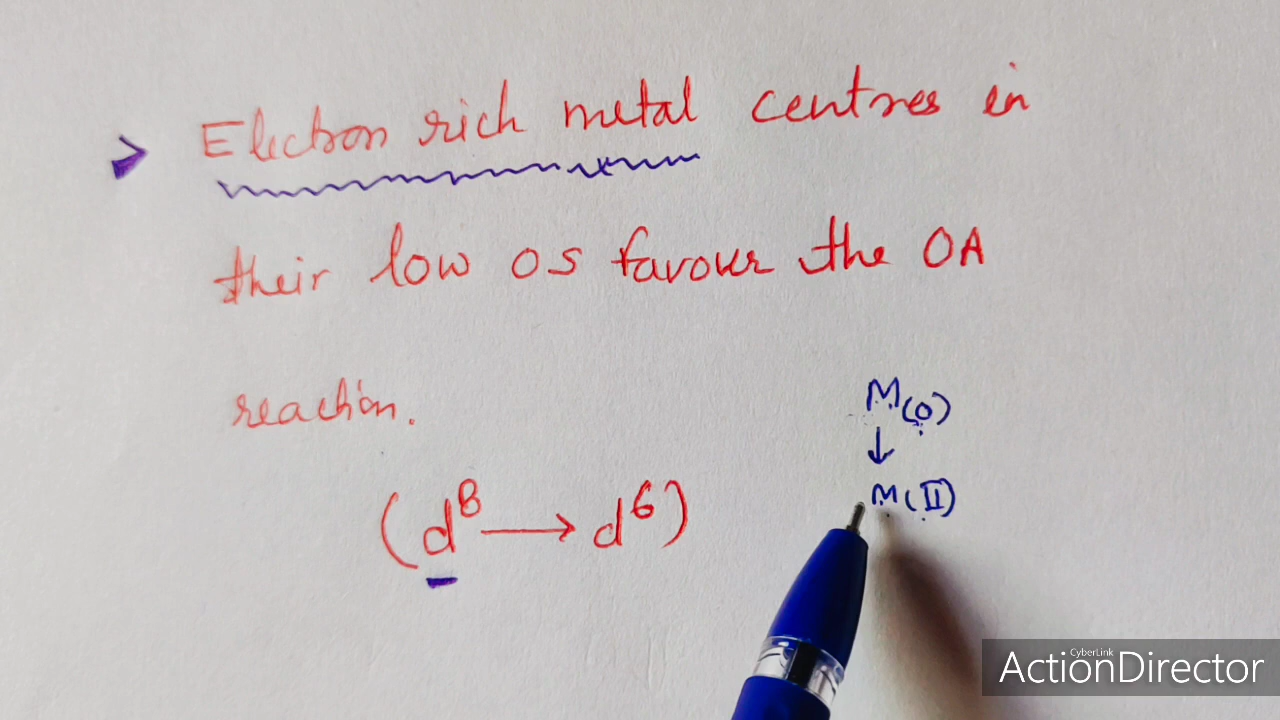 Electron rich metal centres in
their low OS favour the OA
reaction.
M(0)
↓
M(II)
(d⁸ → d⁶)
CyberLink
ActionDirector